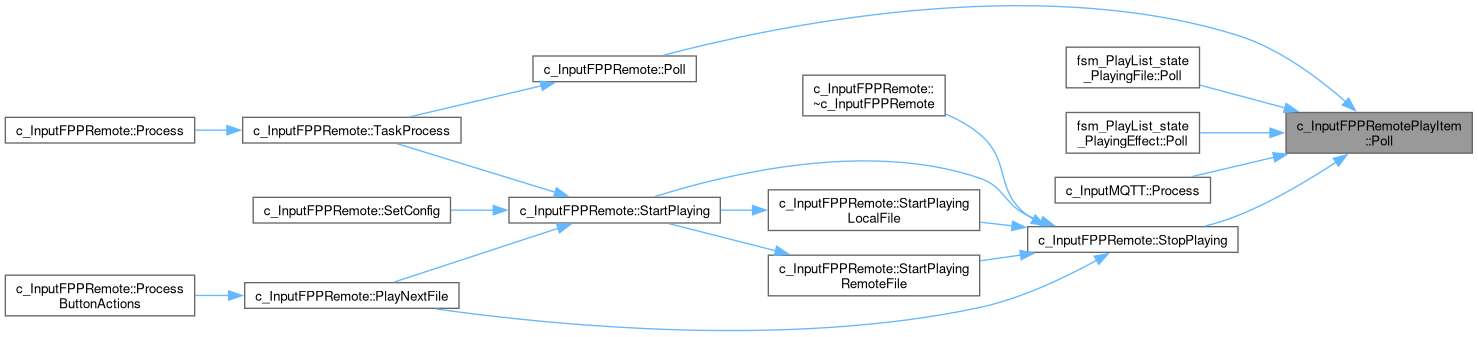 c_InputFPPRemote::Process
c_InputFPPRemote::Process
ButtonActions
c_InputFPPRemote::TaskProcess
c_InputFPPRemote::SetConfig
c_InputFPPRemote::PlayNextFile
c_InputFPPRemote::Poll
c_InputFPPRemote::StartPlaying
c_InputFPPRemote::
~c_InputFPPRemote
c_InputFPPRemote::StartPlaying
LocalFile
c_InputFPPRemote::StartPlaying
RemoteFile
fsm_PlayList_state
_PlayingFile::Poll
fsm_PlayList_state
_PlayingEffect::Poll
c_InputMQTT::Process
c_InputFPPRemote::StopPlaying
c_InputFPPRemotePlayItem
::Poll